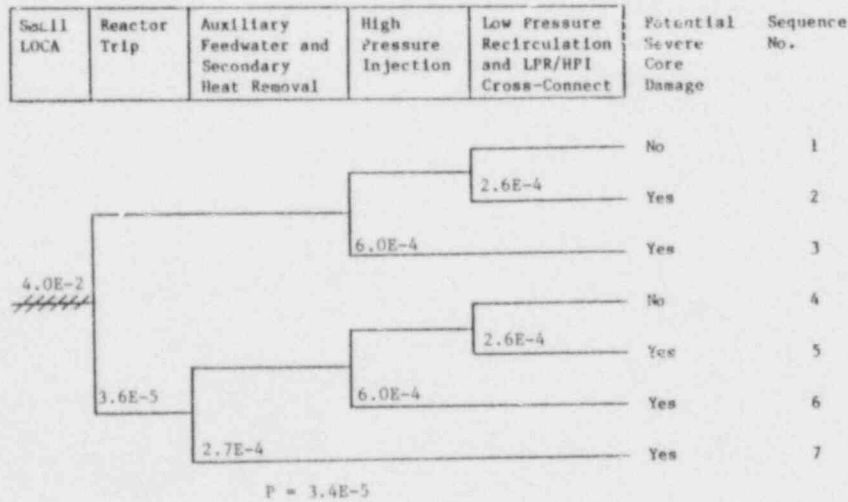 Small LOCA
Reactor Trip
Auxiliary Feedwater and Secondary Heat Removal
High Pressure Injection
Low Pressure Recirculation and LPR/HPI Cross-Connect
Potential Severe Core Damage
Sequence No.
No 1
2.6E-4
Yes 2
6.0E-4
Yes 3
4.0E-2
No 4
2.6E-4
Yes 5
3.6E-5
6.0E-4
Yes 6
2.7E-4
Yes 7
P = 3.4E-5